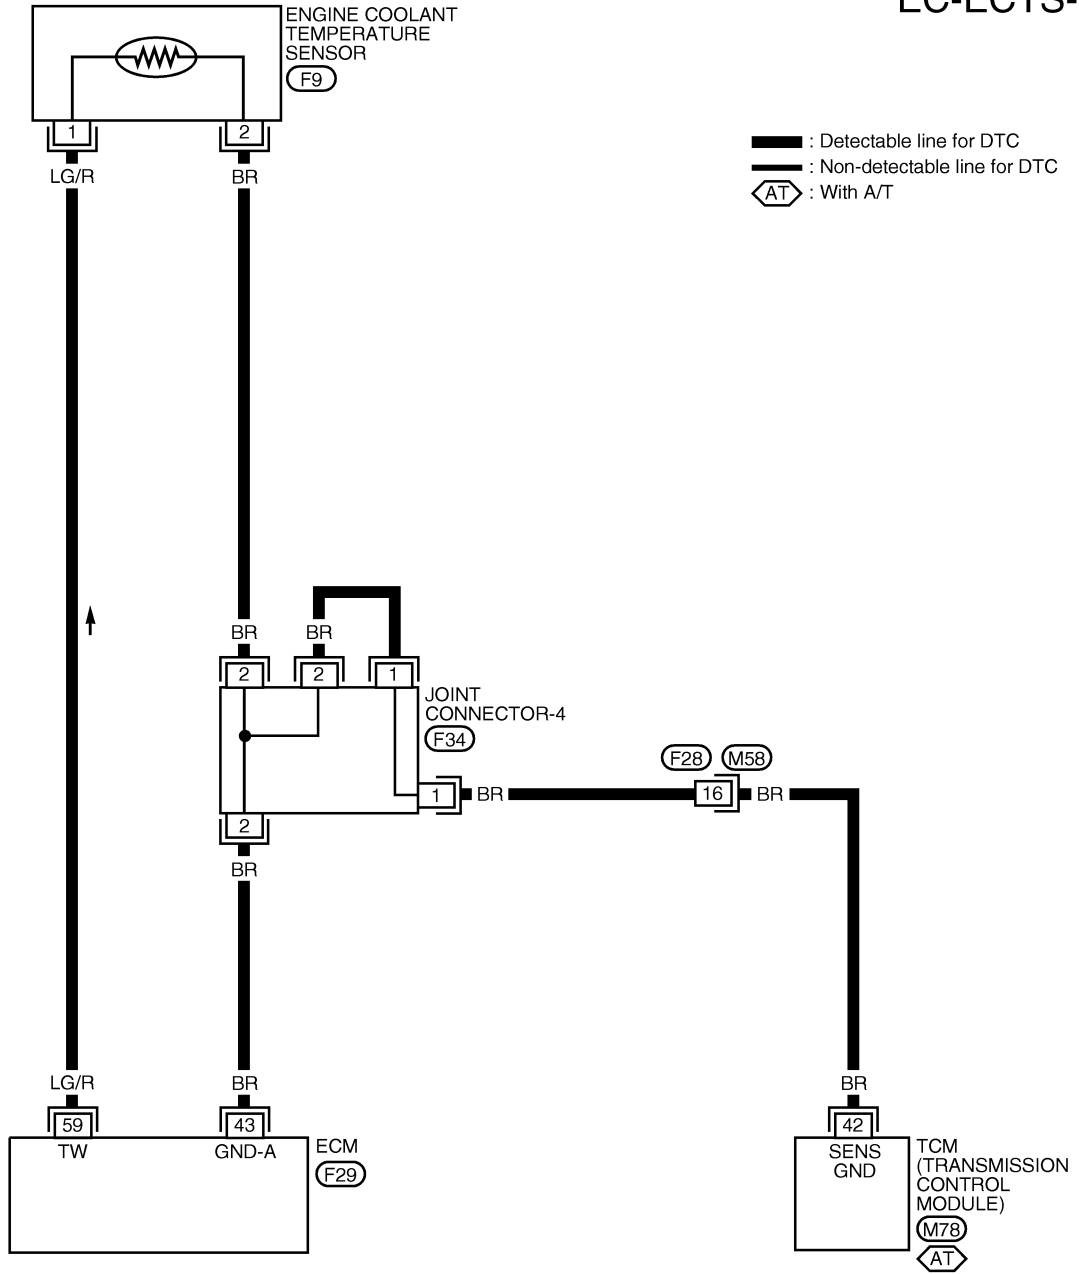 ENGINE COOLANT
TEMPERATURE
SENSOR
F9
1
2
LG/R
BR
: Detectable line for DTC
: Non-detectable line for DTC
AT : With A/T
BR
BR
2
2
1
JOINT
CONNECTOR-4
F34
1
BR
F28
M58
16
BR
2
BR
LG/R
BR
BR
59
43
42
TW
GND-A
ECM
F29
SENS
GND
TCM
(TRANSMISSION
CONTROL
MODULE)
M78
AT